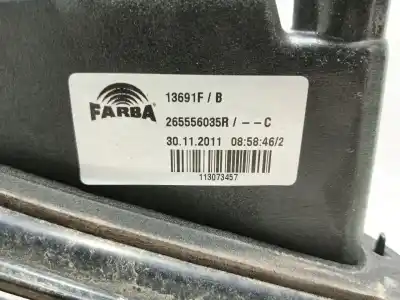 FARBA
13691F / B
265556035R / --C
30.11.2011 08:58:46/2
113073457